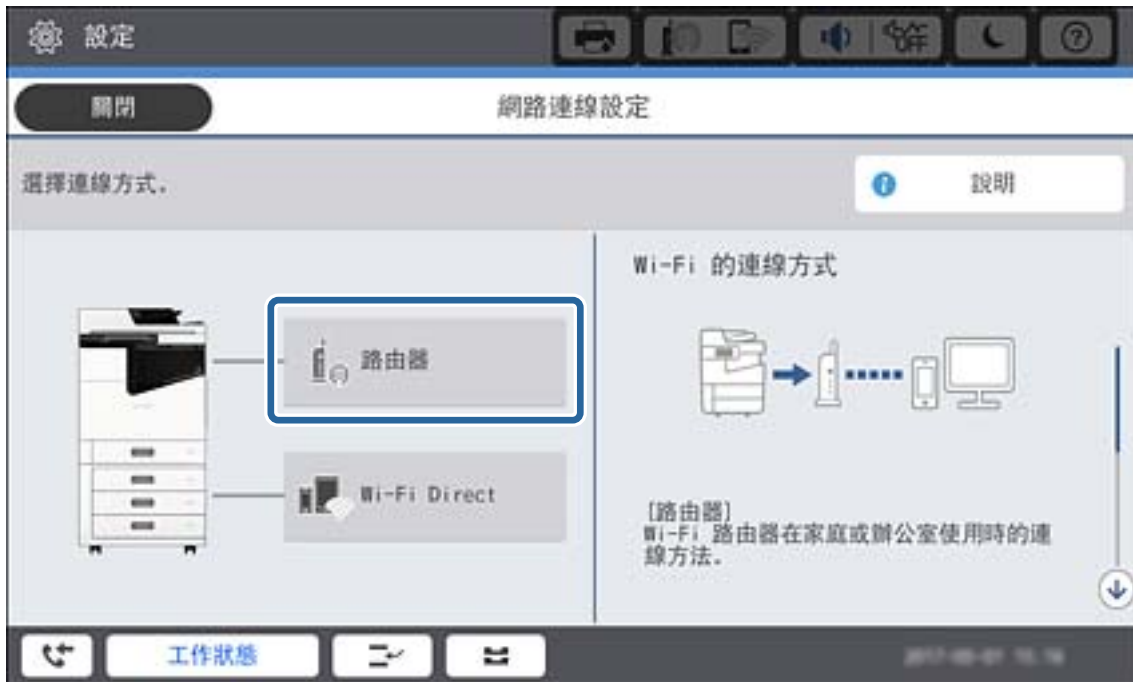 設定
OFF
?
關閉
網路連線設定
選擇連線方式.
i 說明
Wi-Fi 的連線方式
路由器
Wi-Fi Direct
[路由器]
Wi-Fi 路由器在家庭或辦公室使用時的連
線方法.
工作狀態